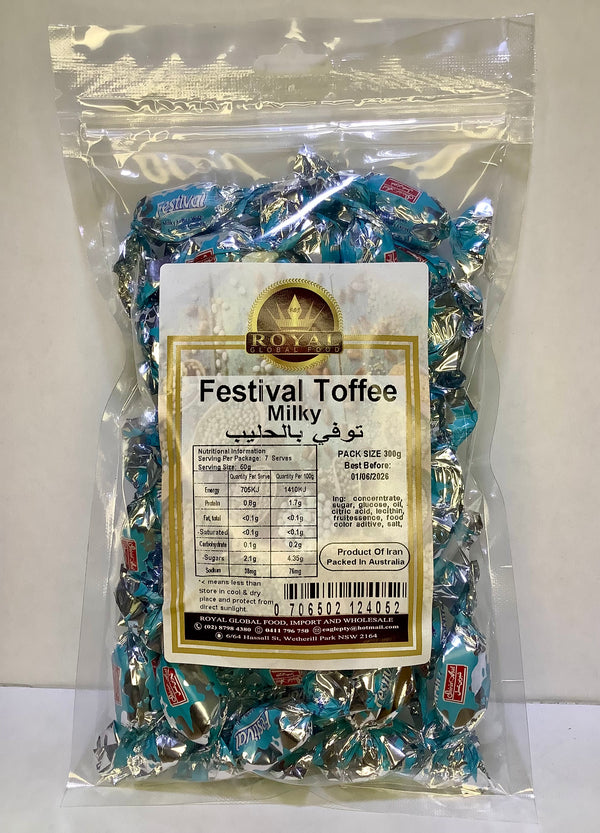 Festival
ROYAL
GLOBAL FOOD
Festival Toffee
Milky
توفي بالحليب
Nutritional Information
Serving Per Package: 7 Serves
Serving Size: 60g
Quantity Per Serve Quantity Per 100g
Energy 705KJ 1410KJ
Protein 0.8g 1.7g
Fat, total <0.1g <0.1g
-Saturated <0.1g <0.1g
Carbohydrate 0.1g 0.2g
-Sugars 2.1g 4.35g
Sodium 38mg 76mg
*< means less than
store in cool & dry
place and protect from
direct sunlight.
PACK SIZE 300g
Best Before:
01/06/2026
Ing: concentrate,
sugar, glucose, oil,
citric acid, lecithin,
fruitessence, food
color aditive, salt,
Product Of Iran
Packed In Australia
0 706502 124052
ROYAL GLOBAL FOOD, IMPORT AND WHOLESALE
(02) 8798 4380 0411 796 750 eaglepty@hotmail.com
6/64 Hassall St, Wetherill Park NSW 2164
Festival
Festival